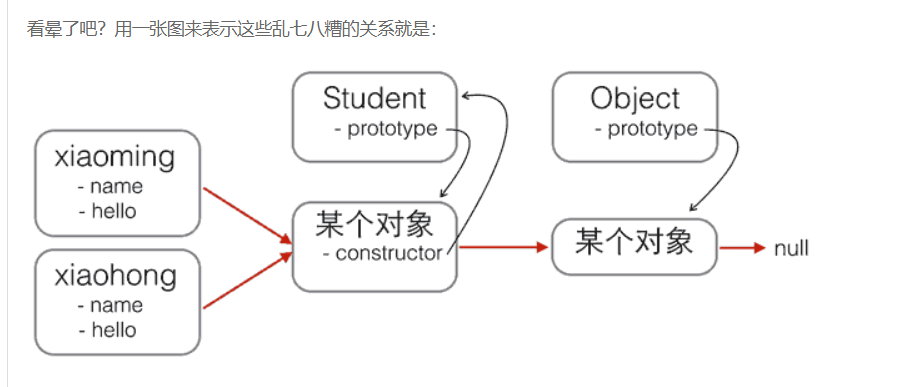 看晕了吧？用一张图来表示这些乱七八糟的关系就是：
Student
- prototype
Object
- prototype
xiaoming
- name
- hello
某个对象
- constructor
某个对象
null
xiaohong
- name
- hello